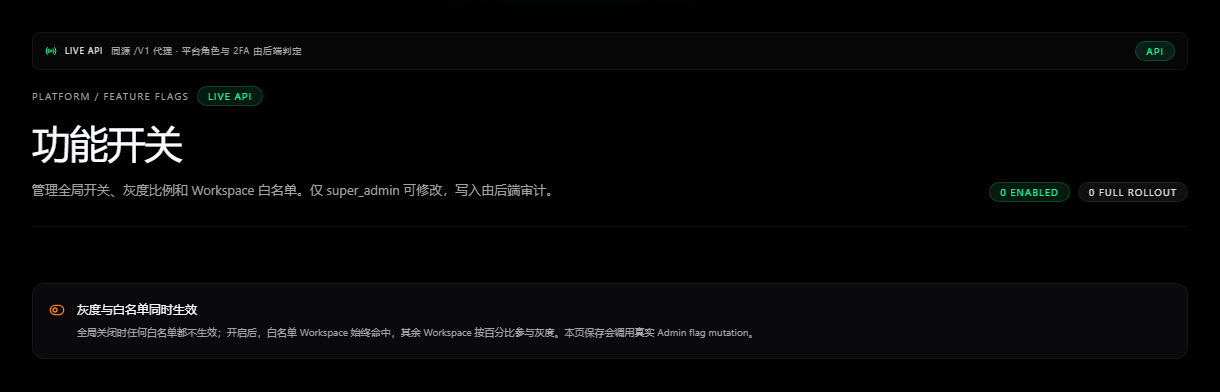 LIVE API 同源 /V1 代理 · 平台角色与 2FA 由后端判定
API
PLATFORM / FEATURE FLAGS LIVE API
功能开关
管理全局开关、灰度比例和 Workspace 白名单。仅 super_admin 可修改，写入由后端审计。
0 ENABLED 0 FULL ROLLOUT
灰度与白名单同时生效
全局关闭时任何白名单都不生效；开启后，白名单 Workspace 始终命中，其余 Workspace 按百分比参与灰度。本页保存会调用真实 Admin flag mutation。